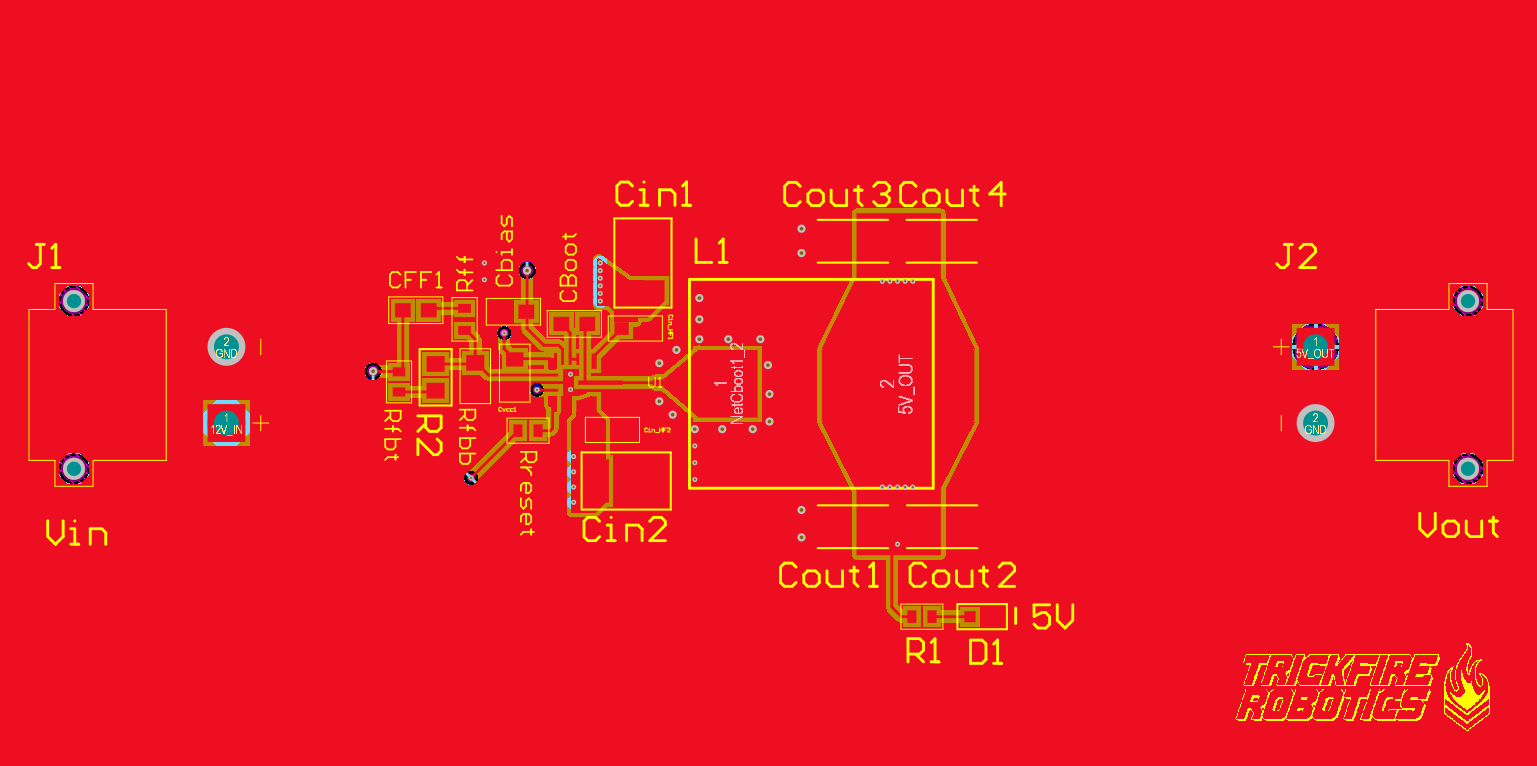 Cin1
Cout3
Cout4
J1
CFF1
Rff
Cbias
CBoot
L1
J2
Cin_HF1
2
GND
-
1
12V_IN
+
U1
1
NetCboot1_2
2
5V_OUT
+
1
5V_OUT
-
2
GND
Rfbt
R2
Rfbb
Cvcc1
Rreset
Cin_HF2
Cin2
Vin
Vout
Cout1
Cout2
R1
D1
5V
TRICKFIRE
ROBOTICS